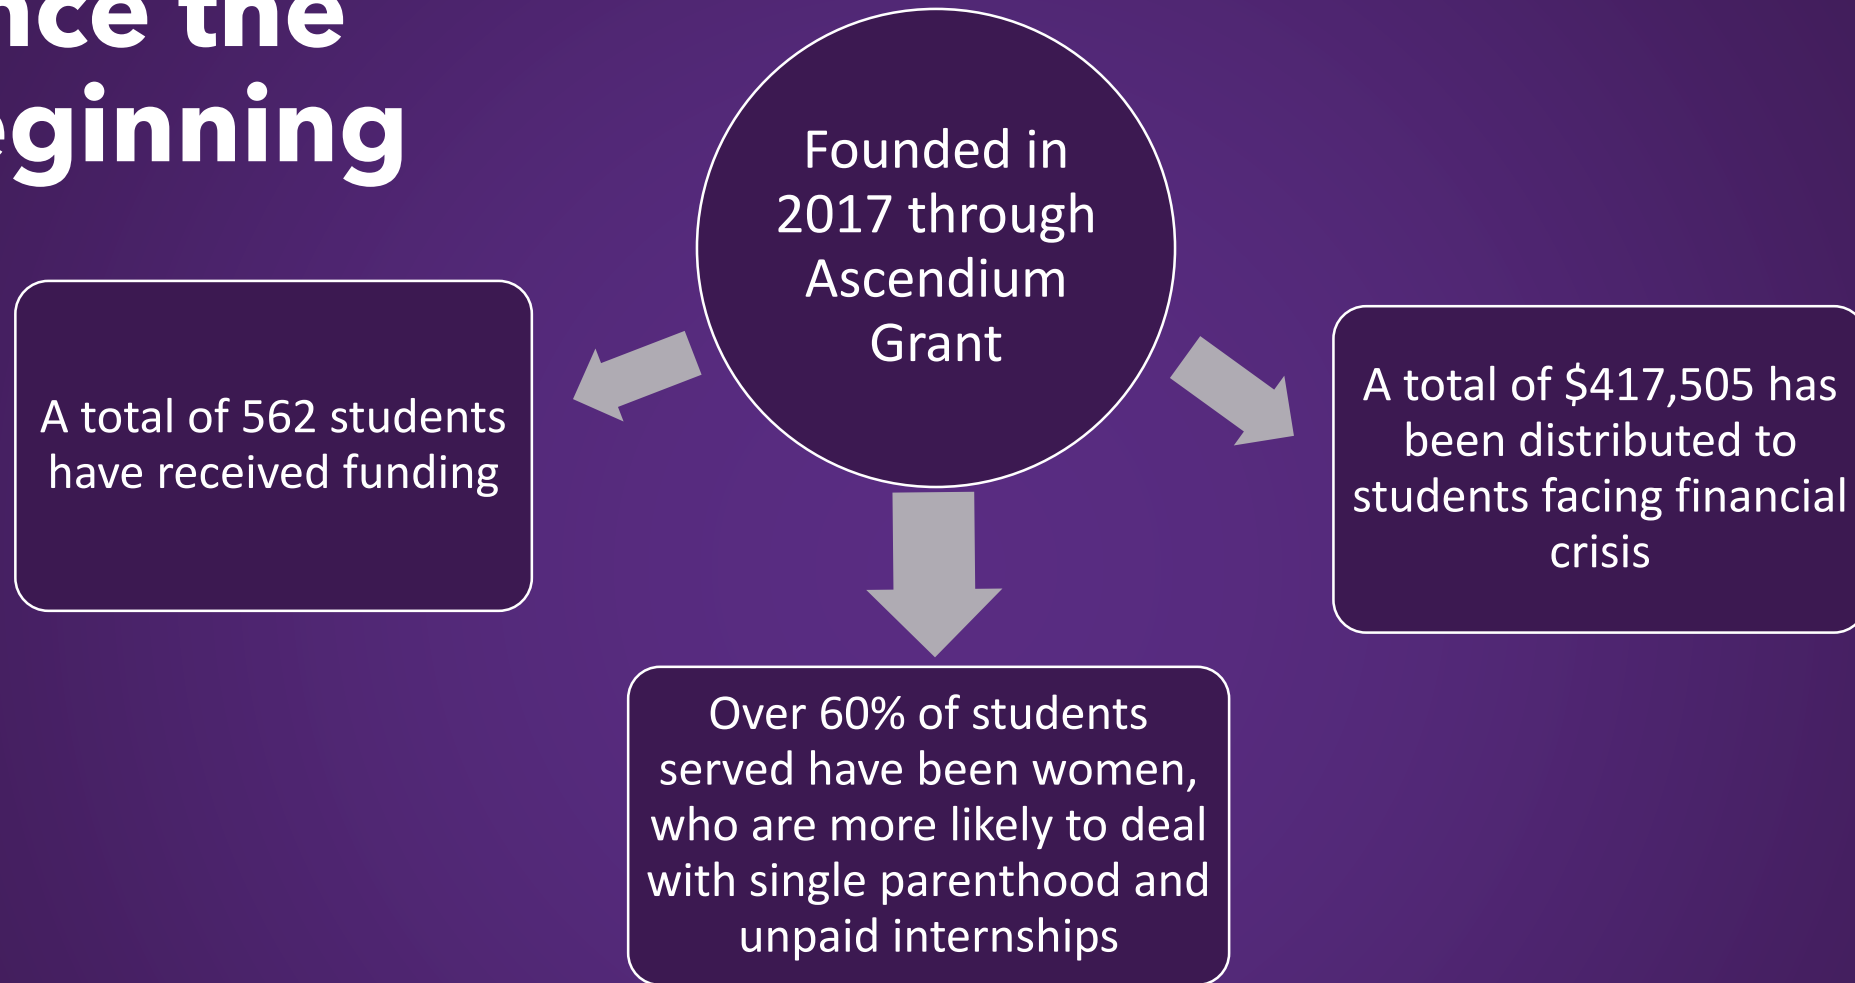 nce the
eginning
Founded in
2017 through
Ascendium
Grant
A total of 562 students
have received funding
A total of $417,505 has
been distributed to
students facing financial
crisis
Over 60% of students
served have been women,
who are more likely to deal
with single parenthood and
unpaid internships